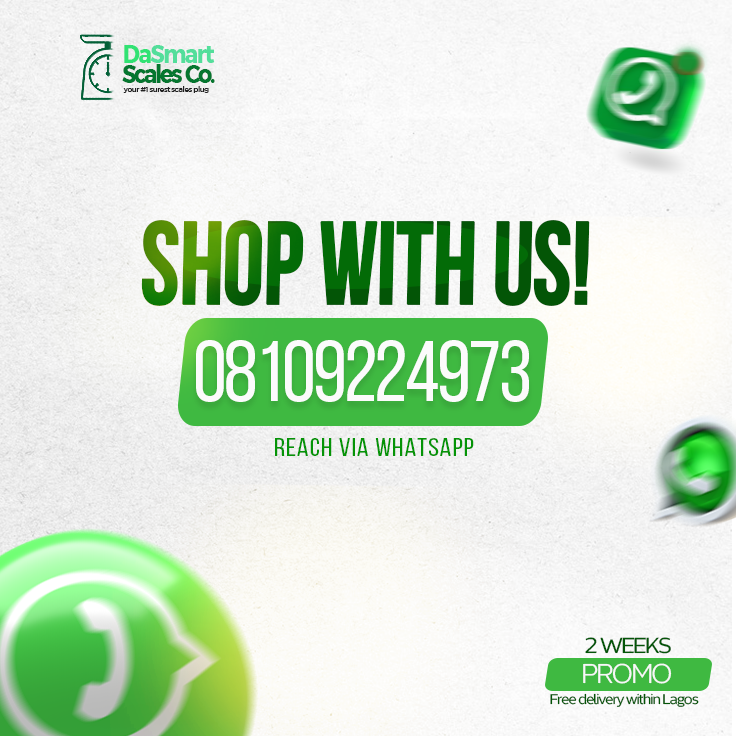 DaSmart
Scales Co.
your #1 surest scales plug
SHOP WITH US!
08109224973
REACH VIA WHATSAPP
2 WEEKS
PROMO
Free delivery within Lagos